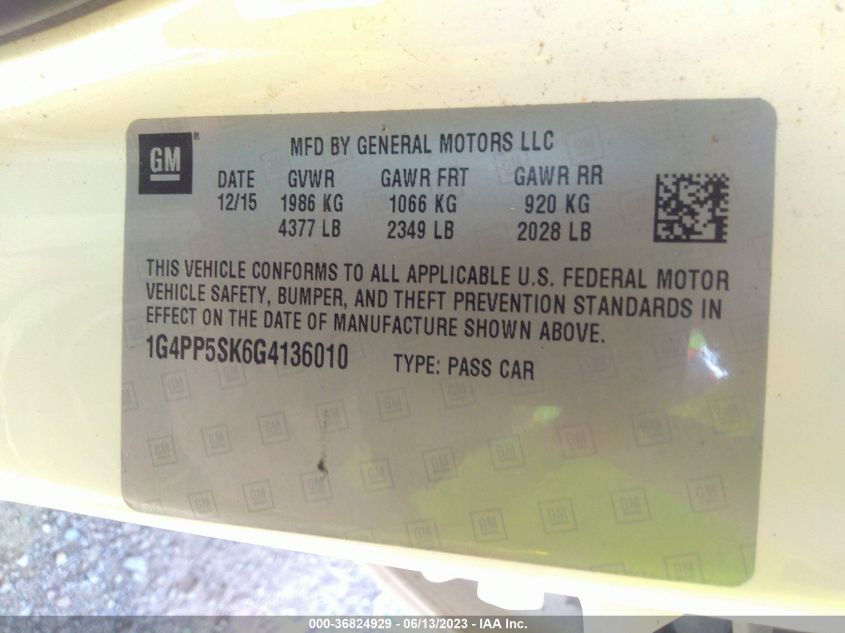 GM ®
MFD BY GENERAL MOTORS LLC
DATE GVWR GAWR FRT GAWR RR
12/15 1986 KG 1066 KG 920 KG
4377 LB 2349 LB 2028 LB
THIS VEHICLE CONFORMS TO ALL APPLICABLE U.S. FEDERAL MOTOR
VEHICLE SAFETY, BUMPER, AND THEFT PREVENTION STANDARDS IN
EFFECT ON THE DATE OF MANUFACTURE SHOWN ABOVE.
1G4PP5SK6G4136010 TYPE: PASS CAR
000-36824929 - 06/13/2023 - IAA Inc.